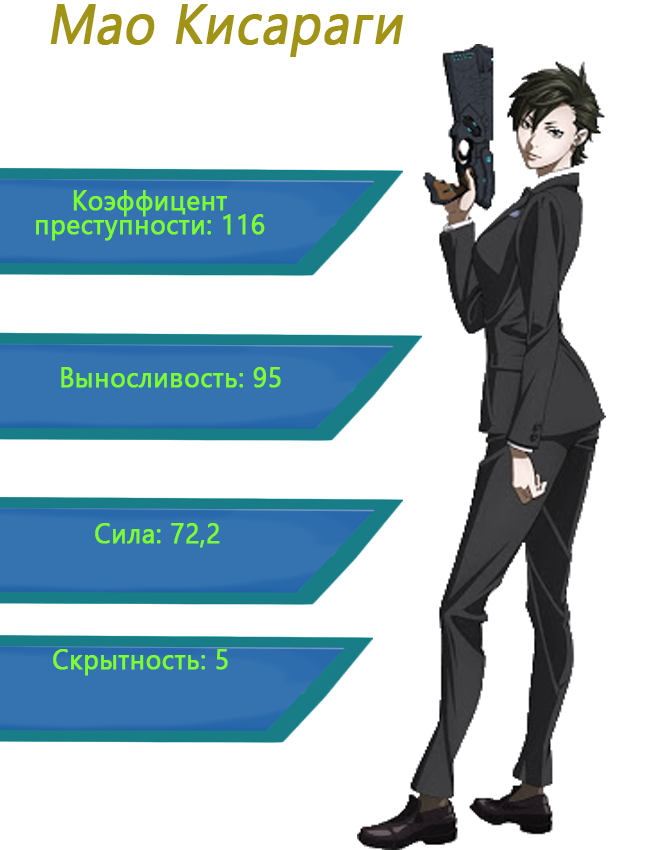 Мао Кисараги
Коэффицент
преступности: 116
Выносливость: 95
Сила: 72,2
Скрытность: 5